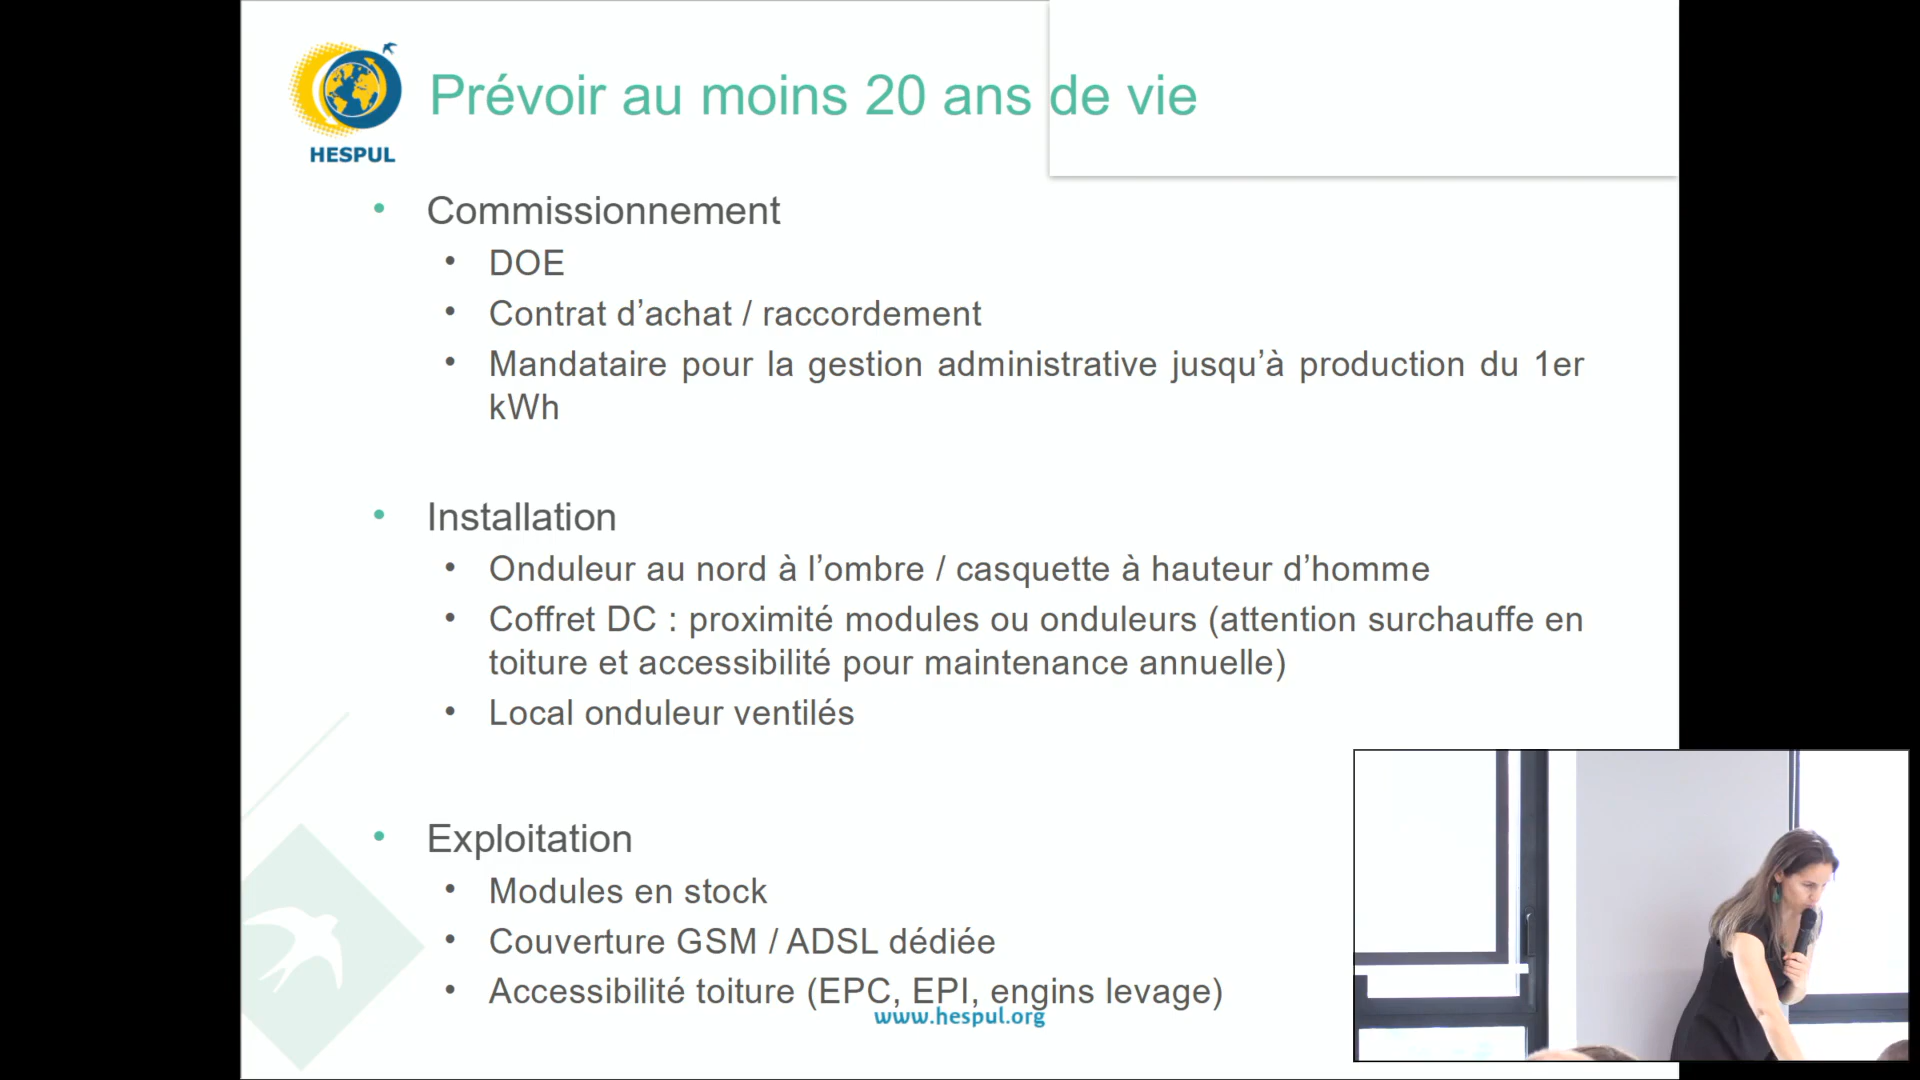 HESPUL
Prévoir au moins 20 ans de vie
• Commissionnement
• DOE
• Contrat d’achat / raccordement
• Mandataire pour la gestion administrative jusqu’à production du 1er
kWh
• Installation
• Onduleur au nord à l’ombre / casquette à hauteur d’homme
• Coffret DC : proximité modules ou onduleurs (attention surchauffe en
toiture et accessibilité pour maintenance annuelle)
• Local onduleur ventilés
• Exploitation
• Modules en stock
• Couverture GSM / ADSL dédiée
• Accessibilité toiture (EPC, EPI, engins levage)
www.hespul.org